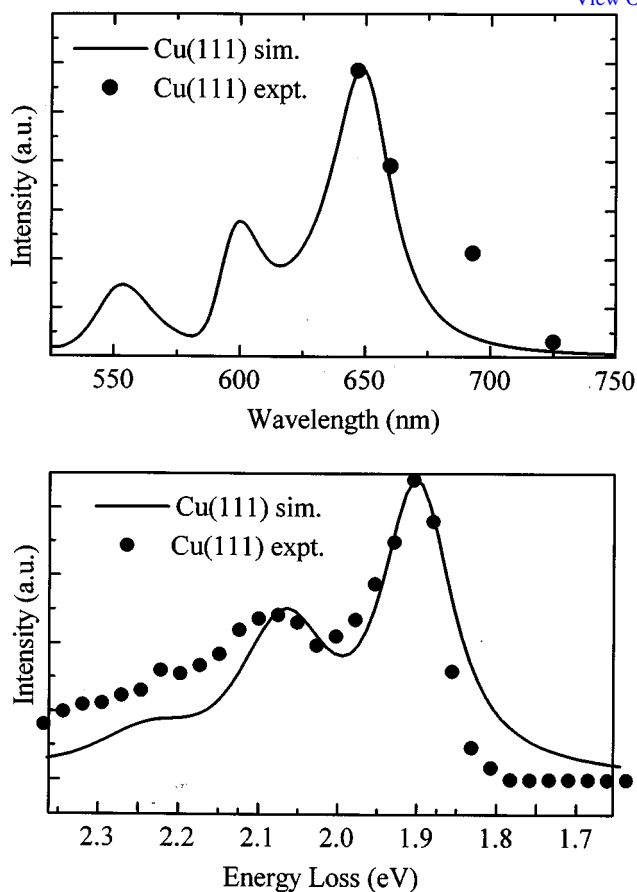 View O
Cu(111) sim.
Cu(111) expt.
Intensity (a.u.)
550 600 650 700 750
Wavelength (nm)
Cu(111) sim.
Cu(111) expt.
Intensity (a.u.)
2.3 2.2 2.1 2.0 1.9 1.8 1.7
Energy Loss (eV)